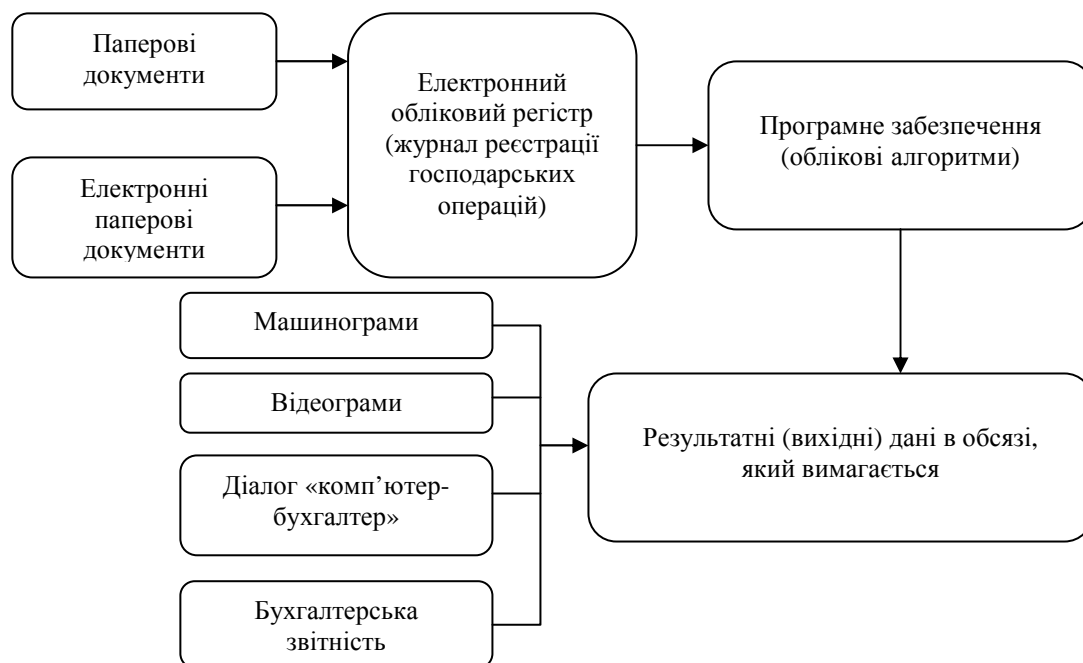 Паперові
документи
Електронний
обліковий регістр
(журнал реєстрації
господарських
операцій)
Програмне забезпечення
(облікові алгоритми)
Електронні
паперові
документи
Машинограми
Відеограми
Діалог «комп’ютер-
бухгалтер»
Бухгалтерська
звітність
Результатні (вихідні) дані в обсязі,
який вимагається